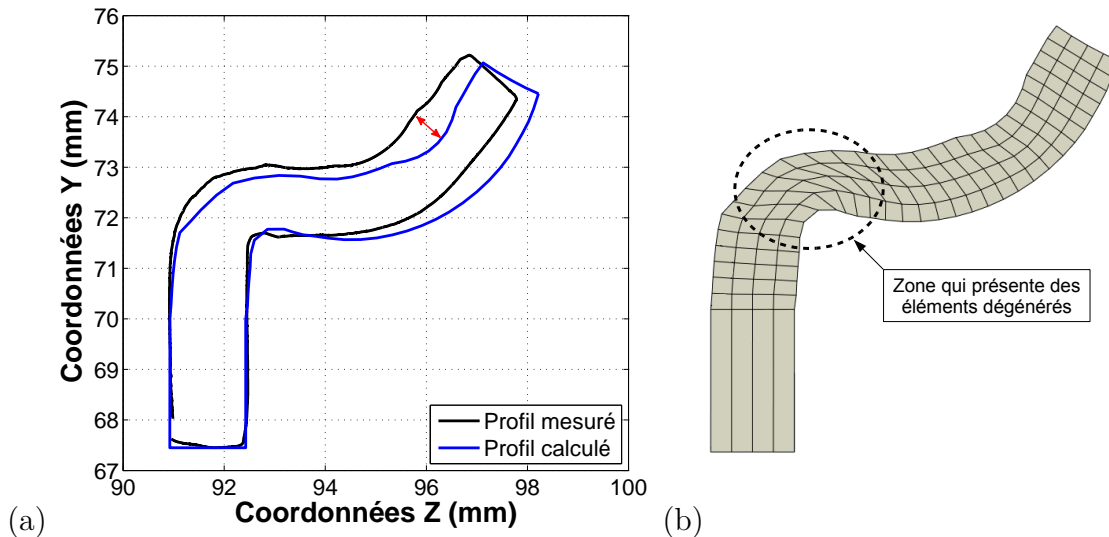 76
75
74
73
72
71
70
69
68
67
Coordonnées Y (mm)
Profil mesuré
Profil calculé
90 92 94 96 98 100
Coordonnées Z (mm)
(a)
Zone qui présente des
éléments dégénérés
(b)